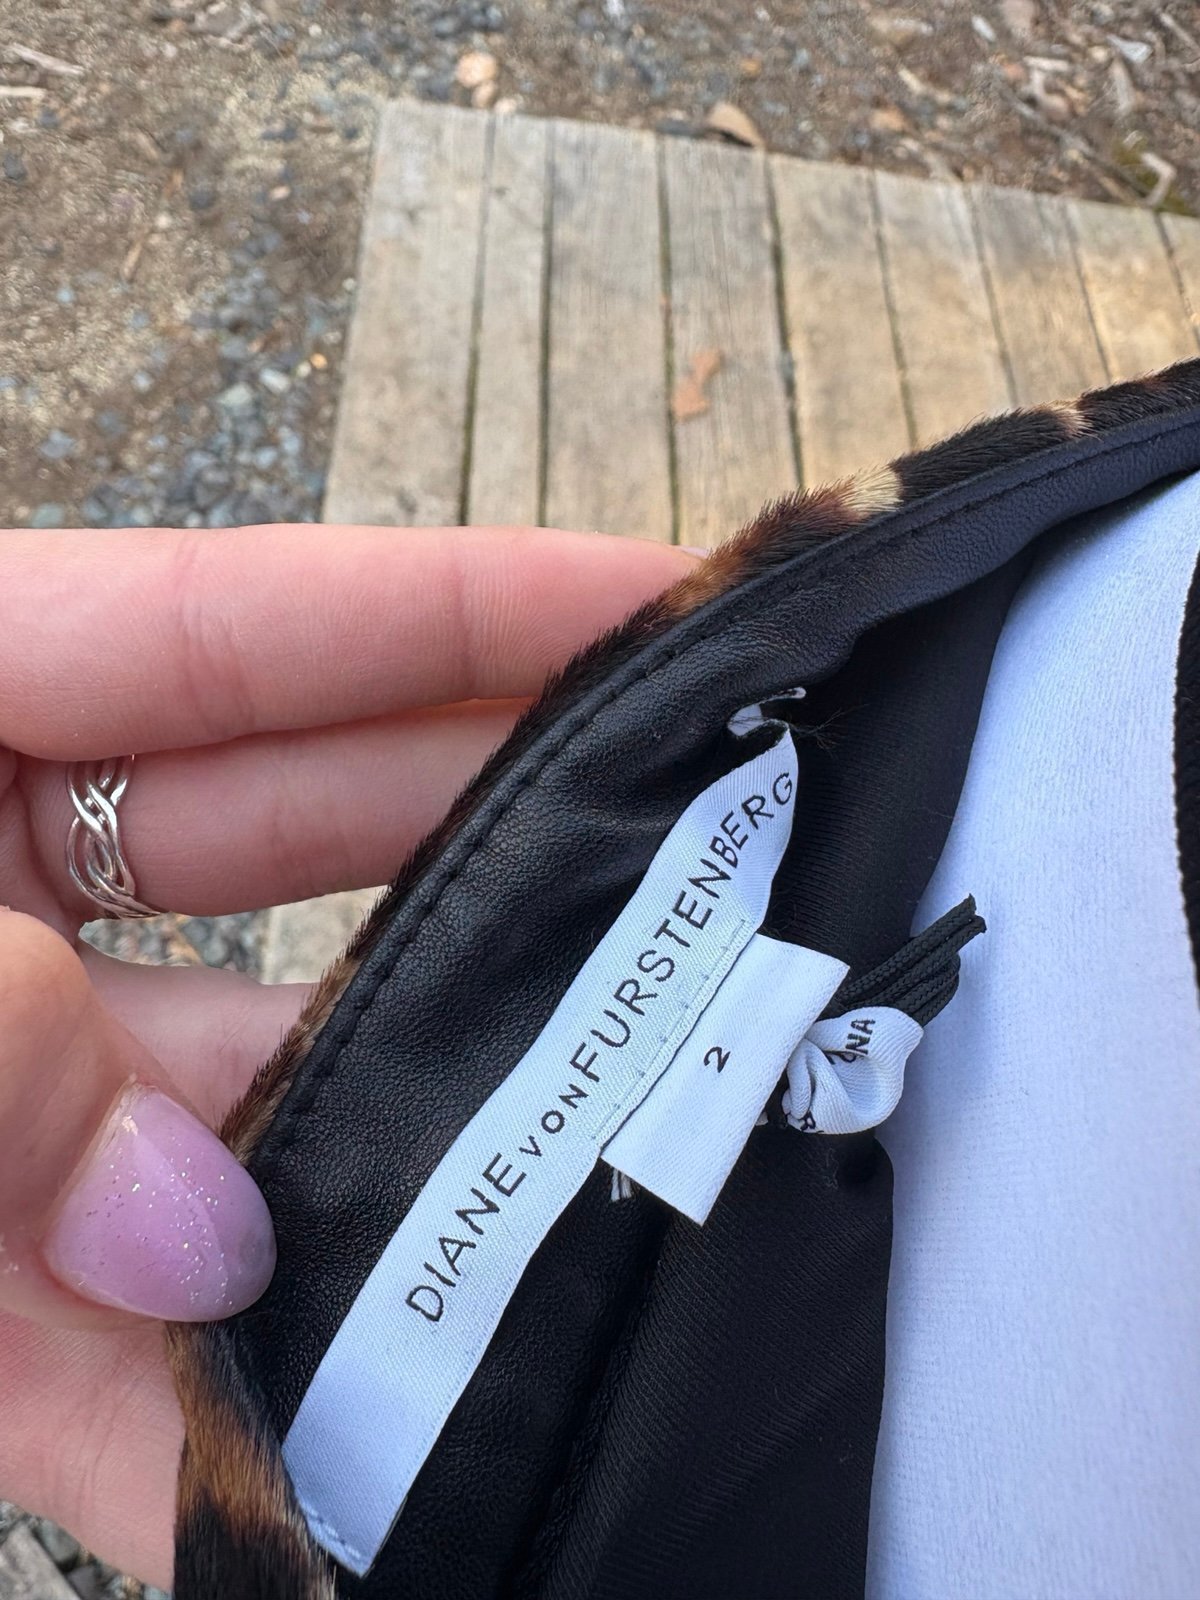 DIANE VON FURSTENBERG
2